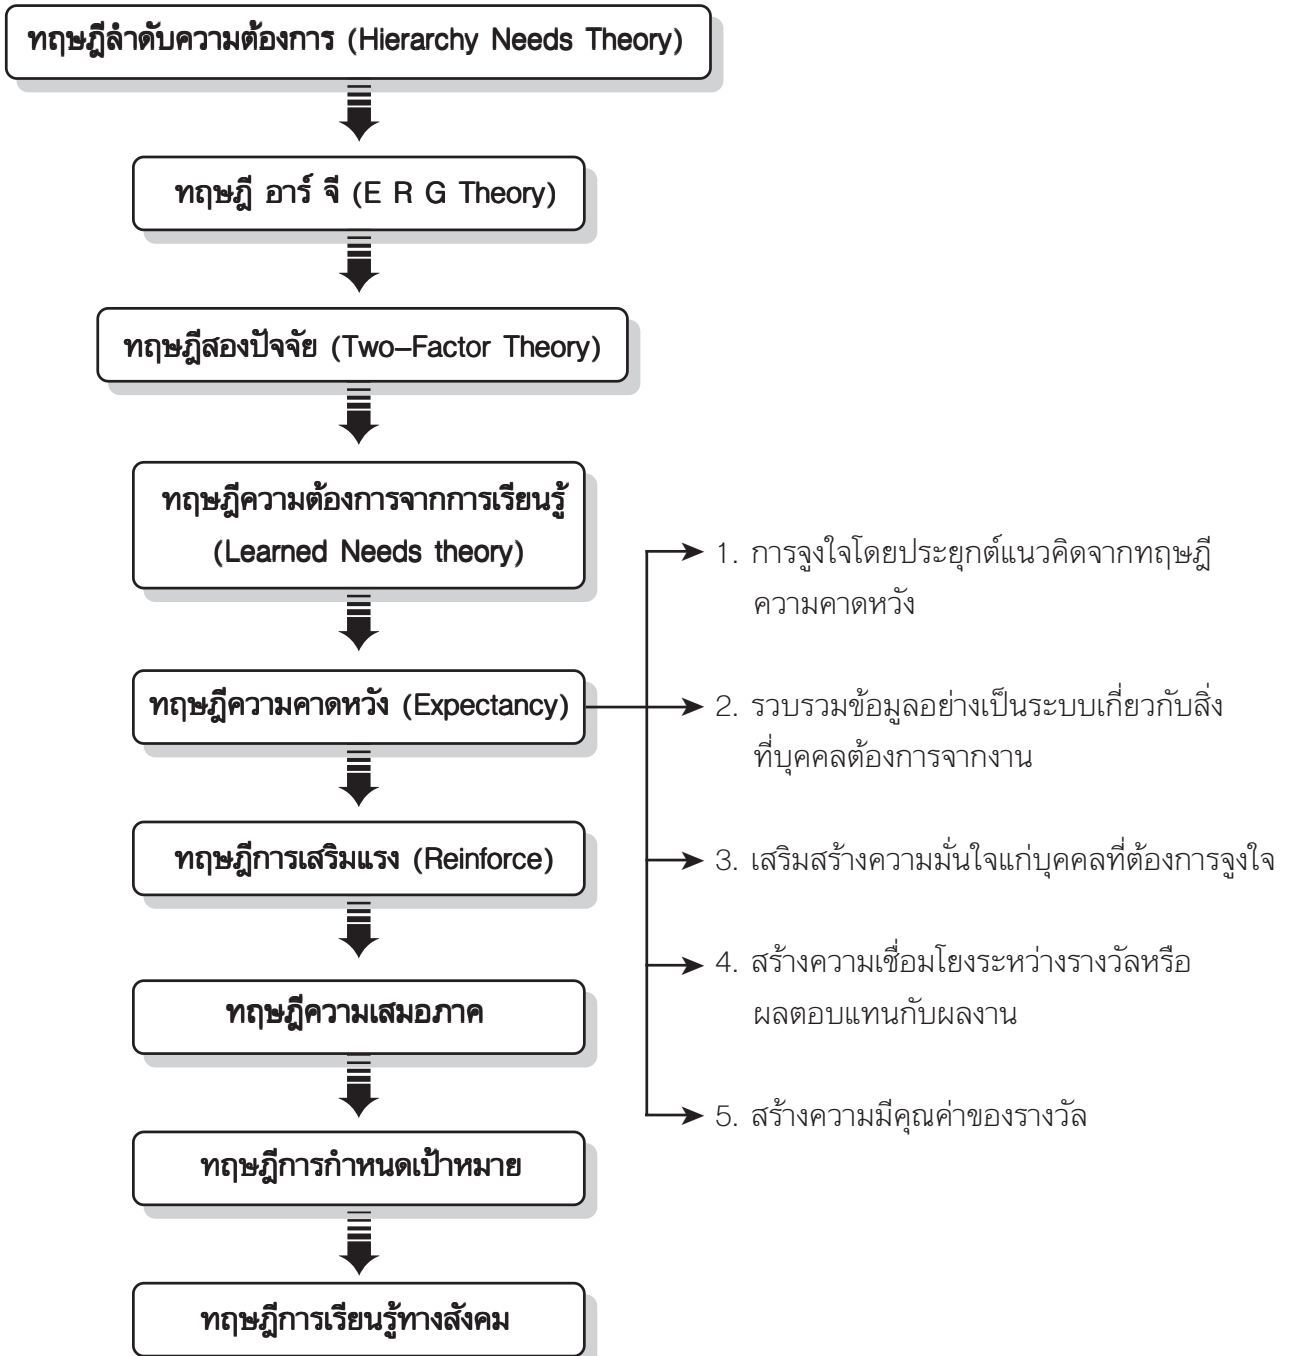 ทฤษฎีลำดับความต้องการ (Hierarchy Needs Theory)
ทฤษฎี อาร์ จี (E R G Theory)
ทฤษฎีสองปัจจัย (Two–Factor Theory)
ทฤษฎีความต้องการจากการเรียนรู้
(Learned Needs theory)
ทฤษฎีความคาดหวัง (Expectancy)
1. การจูงใจโดยประยุกต์แนวคิดจากทฤษฎี
ความคาดหวัง
2. รวบรวมข้อมูลอย่างเป็นระบบเกี่ยวกับสิ่ง
ที่บุคคลต้องการจากงาน
3. เสริมสร้างความมั่นใจแก่บุคคลที่ต้องการจูงใจ
4. สร้างความเชื่อมโยงระหว่างรางวัลหรือ
ผลตอบแทนกับผลงาน
5. สร้างความมีคุณค่าของรางวัล
ทฤษฎีการเสริมแรง (Reinforce)
ทฤษฎีความเสมอภาค
ทฤษฎีการกำหนดเป้าหมาย
ทฤษฎีการเรียนรู้ทางสังคม